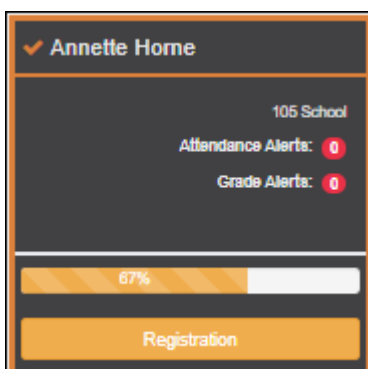 Annette Horne
105 School
Attendance Alerts: 0
Grade Alerts: 0
67%
Registration